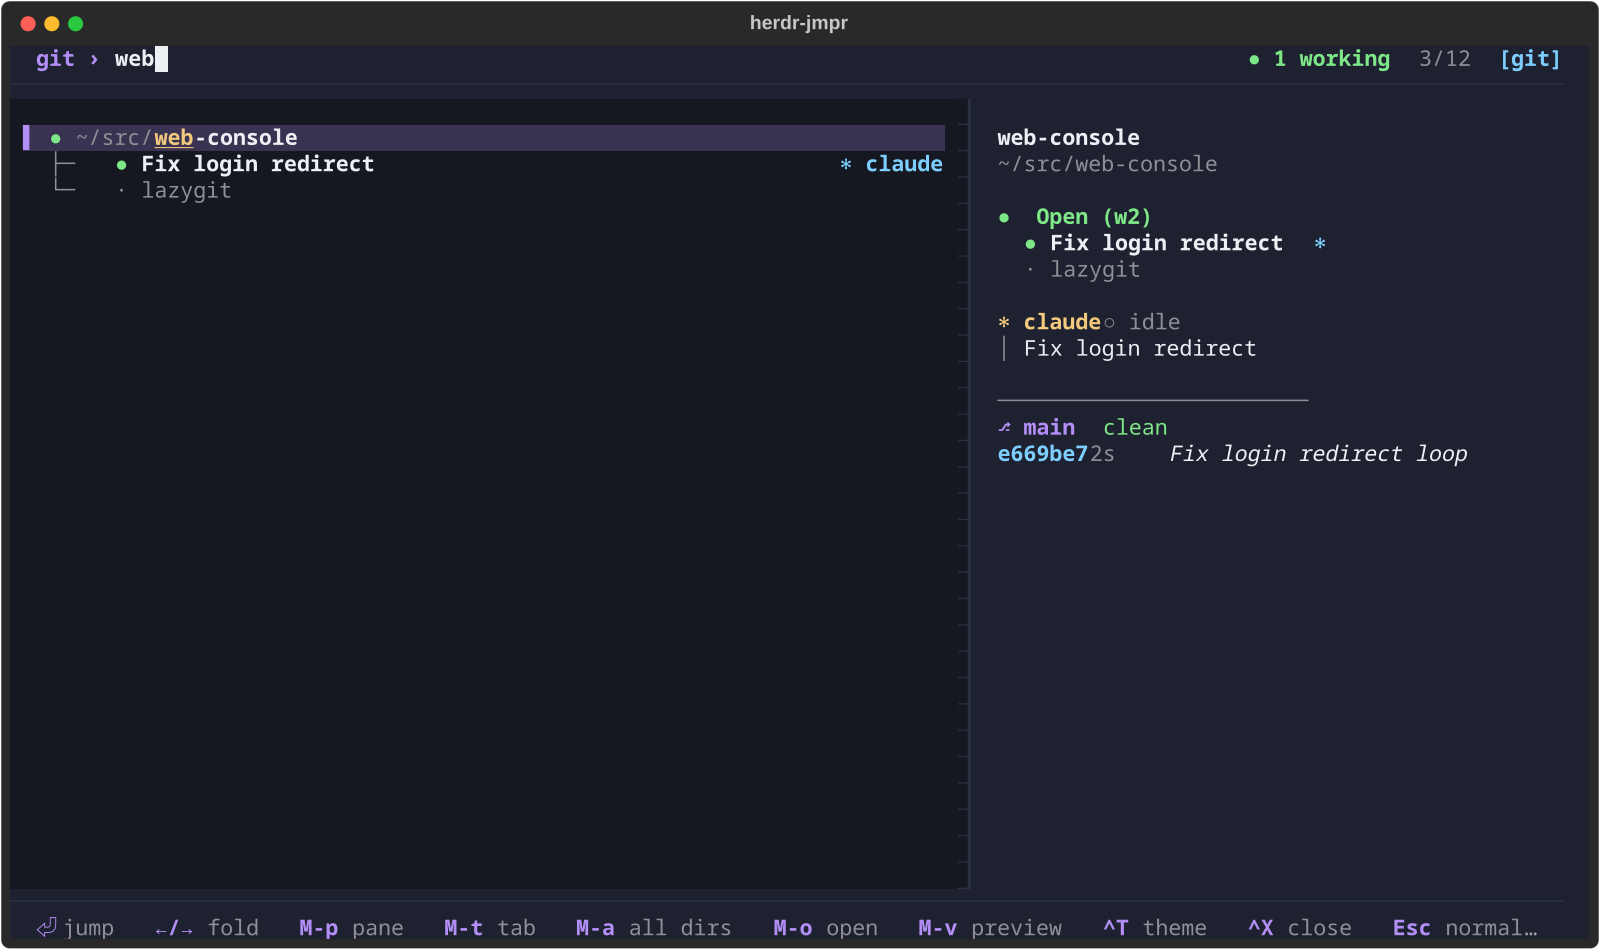 herdr-jmpr
git › web ● 1 working 3/12 [git]
● ~/src/web-console
├─ ● Fix login redirect * claude
└─ · lazygit
web-console
~/src/web-console
● Open (w2)
● Fix login redirect *
· lazygit
* claude○ idle
│ Fix login redirect
⎇ main clean
e669be72s Fix login redirect loop
⏎ jump ←/→ fold M-p pane M-t tab M-a all dirs M-o open M-v preview ^T theme ^X close Esc normal…